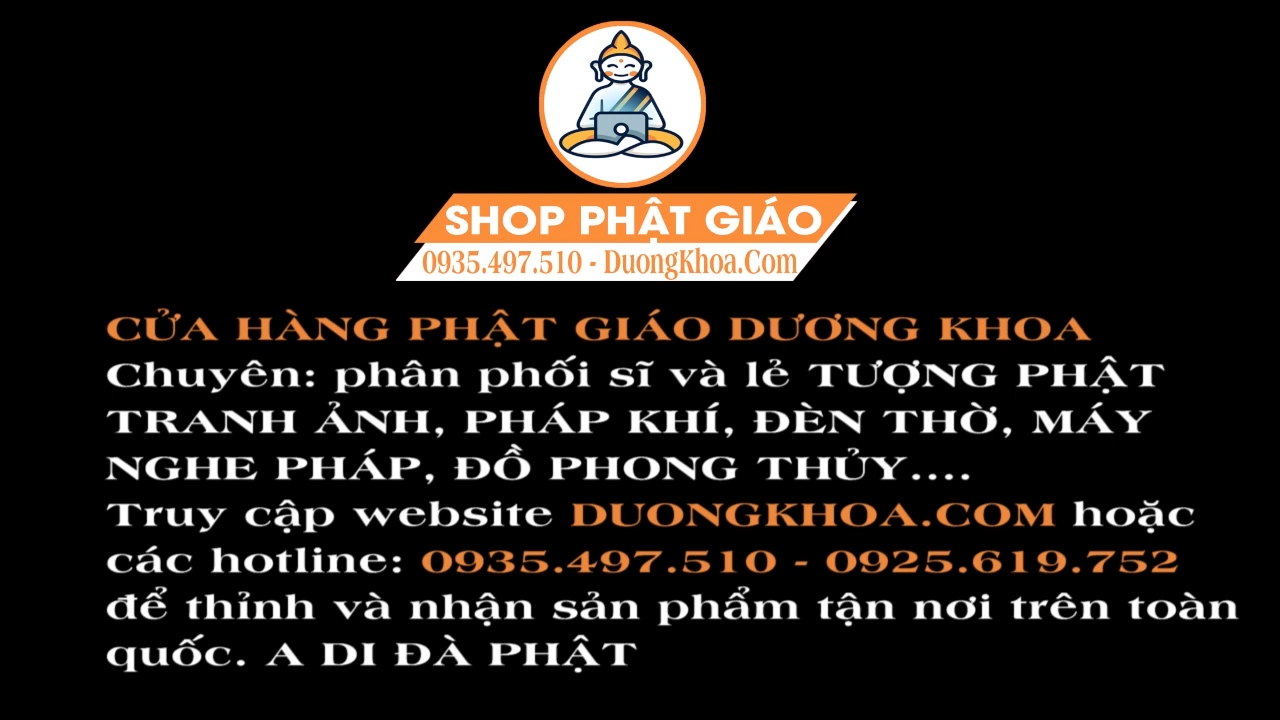 SHOP PHẬT GIÁO
0935.497.510 - DuongKhoa.Com
CỬA HÀNG PHẬT GIÁO DƯƠNG KHOA
Chuyên: phân phối sĩ và lẻ TƯỢNG PHẬT
TRANH ẢNH, PHÁP KHÍ, ĐÈN THỜ, MÁY
NGHE PHÁP, ĐỒ PHONG THỦY....
Truy cập website DUONGKHOA.COM hoặc
các hotline: 0935.497.510 - 0925.619.752
để thỉnh và nhận sản phẩm tận nơi trên toàn
quốc. A DI ĐÀ PHẬT